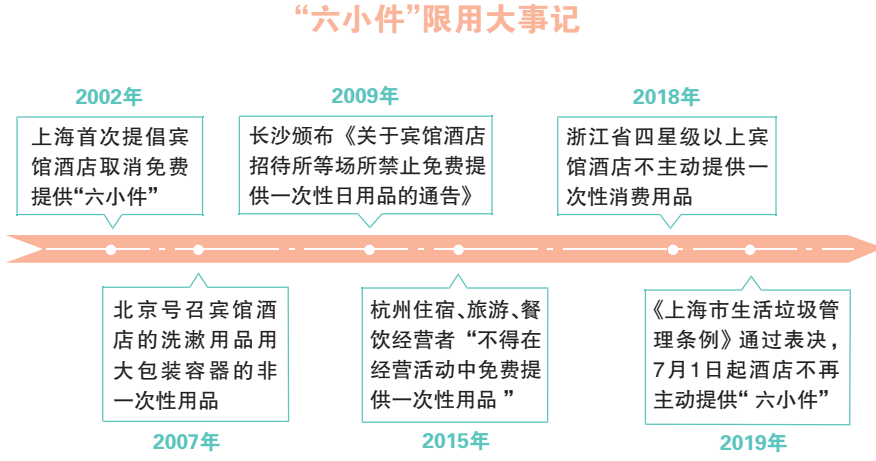 “六小件”限用大事记
2002年
上海首次提倡宾
馆酒店取消免费
提供“六小件”
2009年
长沙颁布《关于宾馆酒店
招待所等场所禁止免费提
供一次性日用品的通告》
2018年
浙江省四星级以上宾
馆酒店不主动提供一
次性消费用品
北京号召宾馆酒
店的洗漱用品用
大包装容器的非
一次性用品
2007年
杭州住宿、旅游、餐
饮经营者“不得在
经营活动中免费提
供一次性用品”
2015年
《上海市生活垃圾管
理条例》通过表决，
7月1日起酒店不再
主动提供“六小件”
2019年